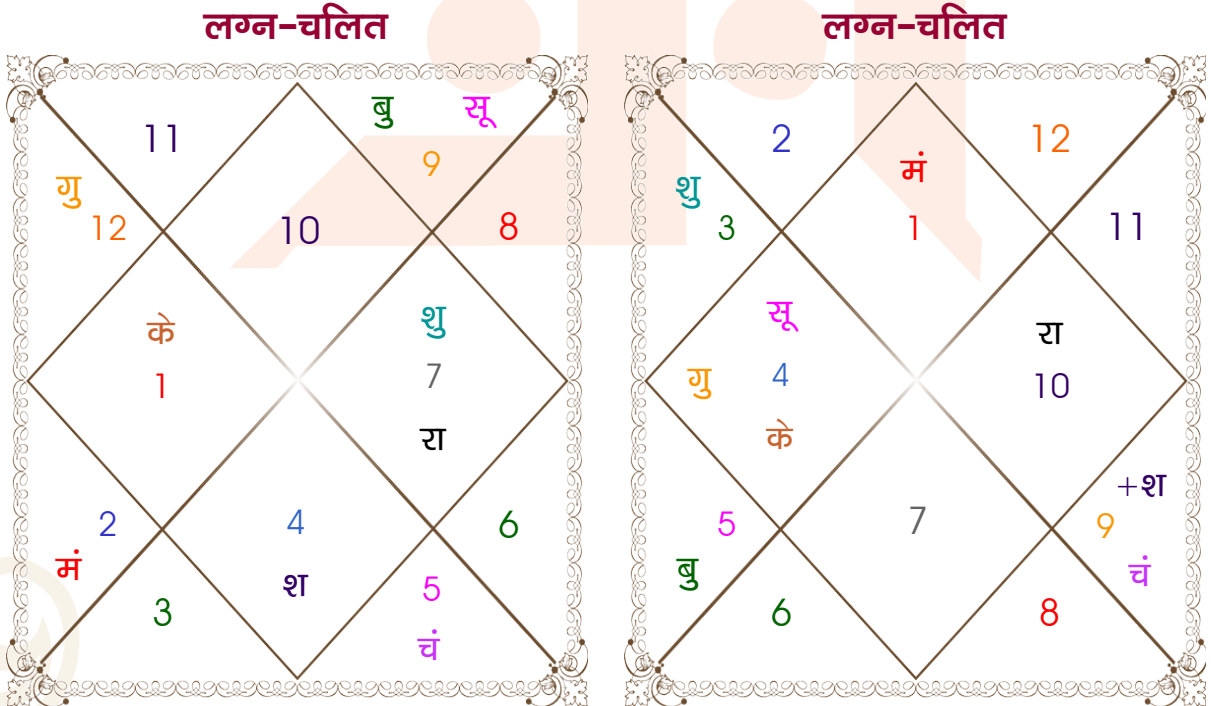 लग्न-चलित
11
बु सू
9
गु
12
10
8
के
1
शु
7
रा
2
मं
3
4
श
6
5
चं
लग्न-चलित
2
मं
1
12
शु
3
11
सू
गु 4
के
रा
10
5
बु
6
7
+श
9
चं
8